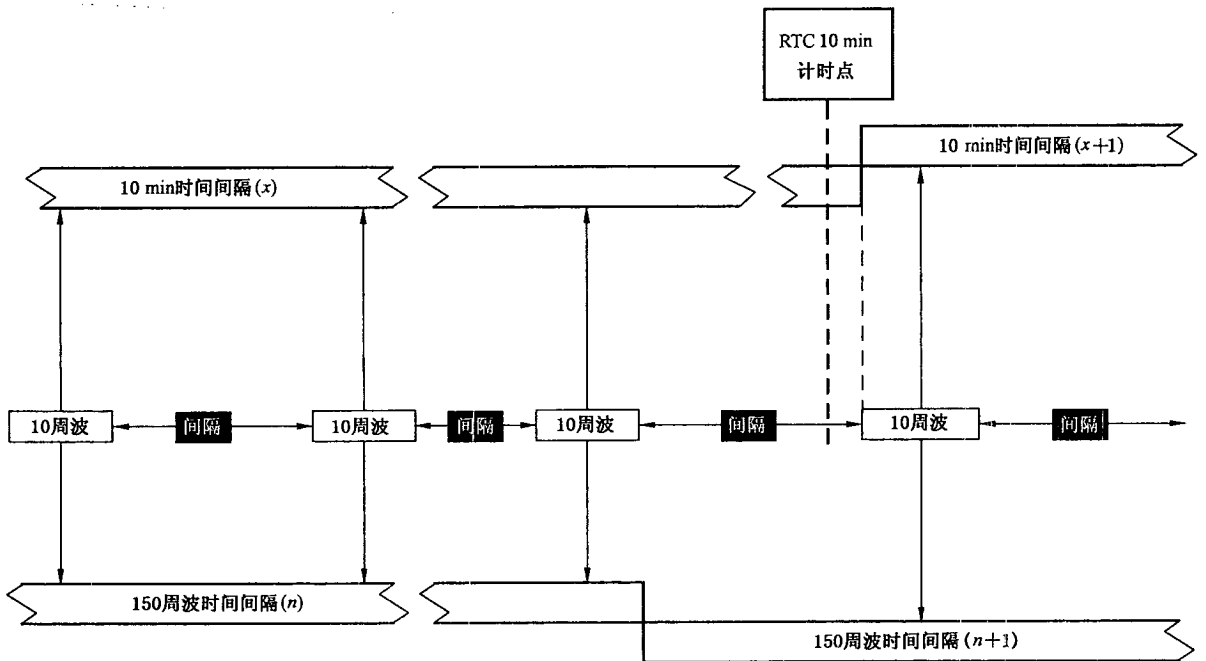 RTC 10 min
计时点
10 min时间间隔(x+1)
10 min时间间隔(x)
10周波
间隔
10周波
间隔
10周波
间隔
10周波
间隔
150周波时间间隔(n)
150周波时间间隔(n+1)